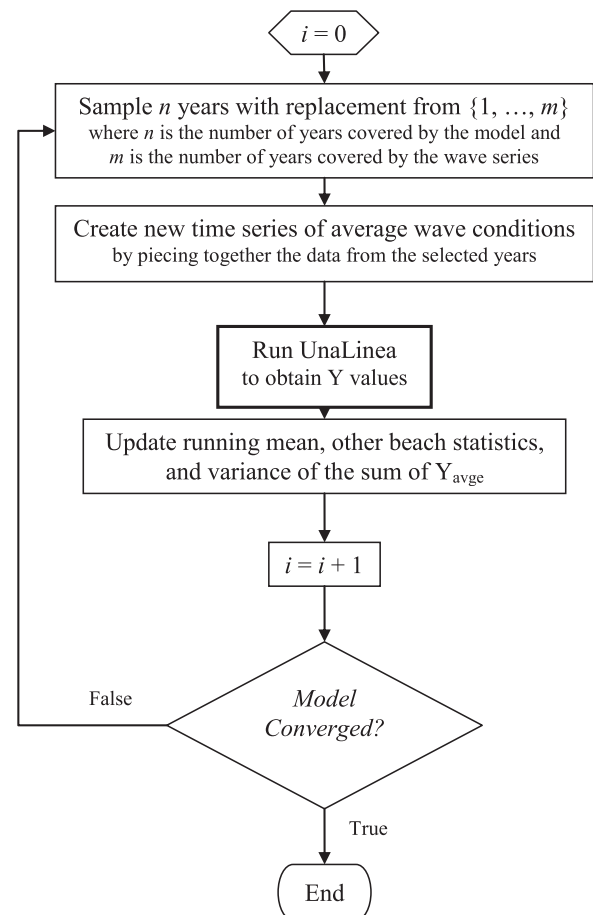 i = 0
Sample n years with replacement from {1, ..., m}
where n is the number of years covered by the model and
m is the number of years covered by the wave series
Create new time series of average wave conditions
by piecing together the data from the selected years
Run UnaLinea
to obtain Y values
Update running mean, other beach statistics,
and variance of the sum of Yavge
i = i + 1
Model
Converged?
False
True
End